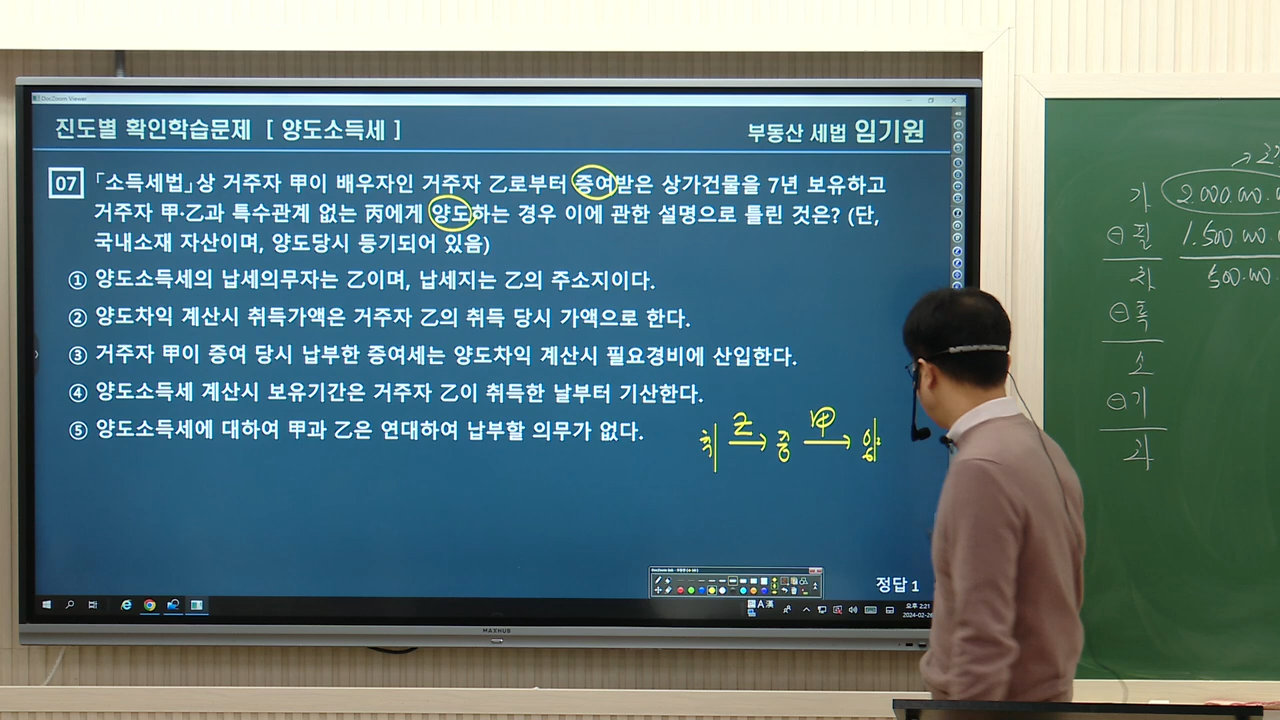 DocZoom Viewer
진도별 확인학습문제 [ 양도소득세 ]
부동산 세법 임기원
07 「소득세법」상 거주자 甲이 배우자인 거주자 乙로부터 증여받은 상가건물을 7년 보유하고
거주자 甲·乙과 특수관계 없는 丙에게 양도하는 경우 이에 관한 설명으로 틀린 것은? (단,
국내소재 자산이며, 양도당시 등기되어 있음)
① 양도소득세의 납세의무자는 乙이며, 납세지는 乙의 주소지이다.
② 양도차익 계산시 취득가액은 거주자 乙의 취득 당시 가액으로 한다.
③ 거주자 甲이 증여 당시 납부한 증여세는 양도차익 계산시 필요경비에 산입한다.
④ 양도소득세 계산시 보유기간은 거주자 乙이 취득한 날부터 기산한다.
⑤ 양도소득세에 대하여 甲과 乙은 연대하여 납부할 의무가 없다.
취 乙→ 증 甲→ 양
정답 1
오후 2:21
MAXHUB
가 2.000.000.0
⊖필 1.500.000.0
차 500.000
⊖특
소
⊖기
과